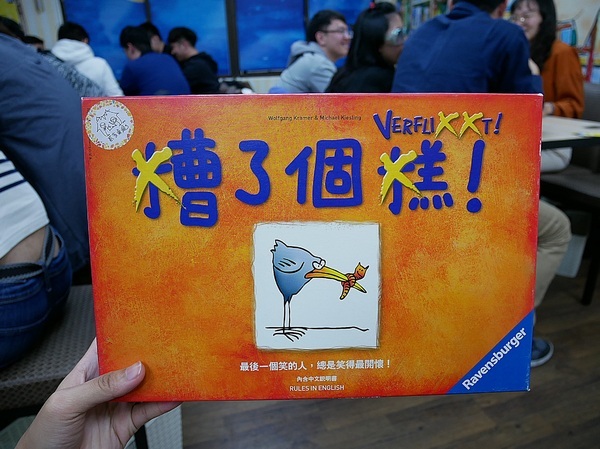 Wolfgang Kramer & Michael Kiesling
VERFLIXXT!
糟了個糕!
最後一個笑的人，總是笑得最開懷！
內含中文說明書
RULES IN ENGLISH
Ravensburger